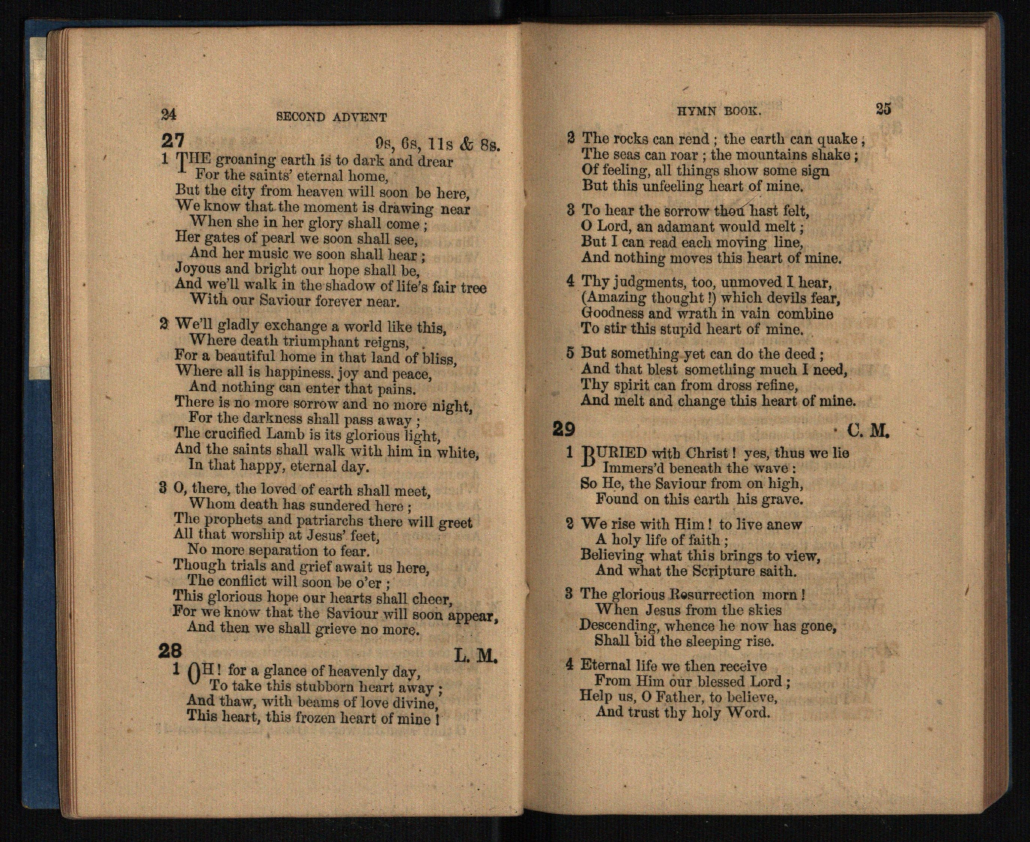 24 SECOND ADVENT
27 9s, 6s, 11s & 8s.
1 THE groaning earth is to dark and drear
For the saints' eternal home,
But the city from heaven will soon be here,
We know that the moment is drawing near
When she in her glory shall come ;
Her gates of pearl we soon shall see,
And her music we soon shall hear ;
Joyous and bright our hope shall be,
And we'll walk in the shadow of life's fair tree
With our Saviour forever near.
2 We'll gladly exchange a world like this,
Where death triumphant reigns,
For a beautiful home in that land of bliss,
Where all is happiness. joy and peace,
And nothing can enter that pains.
There is no more sorrow and no more night,
For the darkness shall pass away ;
The crucified Lamb is its glorious light,
And the saints shall walk with him in white,
In that happy, eternal day.
3 O, there, the loved of earth shall meet,
Whom death has sundered here ;
The prophets and patriarchs there will greet
All that worship at Jesus' feet,
No more separation to fear.
Though trials and grief await us here,
The conflict will soon be o'er ;
This glorious hope our hearts shall cheer,
For we know that the Saviour will soon appear,
And then we shall grieve no more.
28 L. M.
1 OH ! for a glance of heavenly day,
To take this stubborn heart away ;
And thaw, with beams of love divine,
This heart, this frozen heart of mine !
HYMN BOOK. 25
2 The rocks can rend ; the earth can quake ;
The seas can roar ; the mountains shake ;
Of feeling, all things show some sign
But this unfeeling heart of mine.
3 To hear the sorrow thou hast felt,
O Lord, an adamant would melt ;
But I can read each moving line,
And nothing moves this heart of mine.
4 Thy judgments, too, unmoved I hear,
(Amazing thought !) which devils fear,
Goodness and wrath in vain combine
To stir this stupid heart of mine.
5 But something yet can do the deed ;
And that blest something much I need,
Thy spirit can from dross refine,
And melt and change this heart of mine.
29 C. M.
1 BURIED with Christ ! yes, thus we lie
Immers'd beneath the wave :
So He, the Saviour from on high,
Found on this earth his grave.
2 We rise with Him ! to live anew
A holy life of faith ;
Believing what this brings to view,
And what the Scripture saith.
3 The glorious Resurrection morn !
When Jesus from the skies
Descending, whence he now has gone,
Shall bid the sleeping rise.
4 Eternal life we then receive
From Him our blessed Lord ;
Help us, O Father, to believe,
And trust thy holy Word.